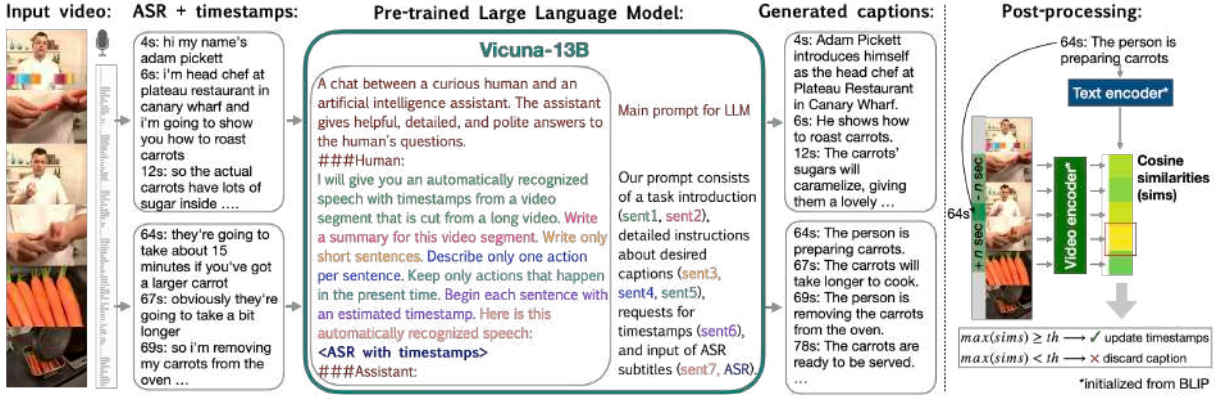 Input video:
ASR + timestamps:
4s: hi my name's
adam pickett
6s: i'm head chef at
plateau restaurant in
canary wharf and
i'm going to show
you how to roast
carrots
12s: so the actual
carrots have lots of
sugar inside ….
64s: they're going to
take about 15
minutes if you've got
a larger carrot
67s: obviously they're
going to take a bit
longer
69s: so i'm removing
my carrots from the
oven …
Pre-trained Large Language Model:
Vicuna-13B
A chat between a curious human and an
artificial intelligence assistant. The assistant
gives helpful, detailed, and polite answers to
the human's questions.
###Human:
I will give you an automatically recognized
speech with timestamps from a video
segment that is cut from a long video. Write
a summary for this video segment. Write only
short sentences. Describe only one action
per sentence. Keep only actions that happen
in the present time. Begin each sentence with
an estimated timestamp. Here is this
automatically recognized speech:
<ASR with timestamps>
###Assistant:
Main prompt for LLM
Our prompt consists
of a task introduction
(sent1, sent2),
detailed instructions
about desired
captions (sent3,
sent4, sent5),
requests for
timestamps (sent6),
and input of ASR
subtitles (sent7, ASR).
Generated captions:
4s: Adam Pickett
introduces himself
as the head chef at
Plateau Restaurant
in Canary Wharf.
6s: He shows how
to roast carrots.
12s: The carrots'
sugars will
caramelize, giving
them a lovely …
64s: The person is
preparing carrots.
67s: The carrots will
take longer to cook.
69s: The person is
removing the carrots
from the oven.
78s: The carrots are
ready to be served.
…
Post-processing:
64s: The person is
preparing carrots
Text encoder*
- n sec
64s
+ n sec
Video encoder*
Cosine
similarities
(sims)
max(sims) ≥ th → ✓ update timestamps
max(sims) < th → × discard caption
*initialized from BLIP